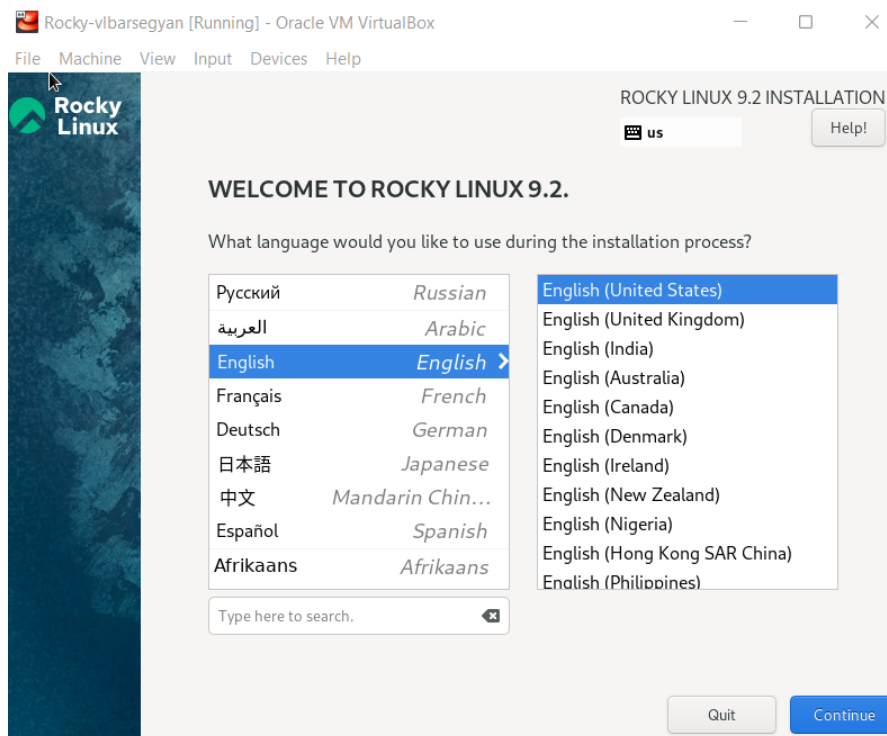 Rocky-vlbarsegyan [Running] - Oracle VM VirtualBox
File Machine View Input Devices Help
Rocky
Linux
ROCKY LINUX 9.2 INSTALLATION
us
Help!
WELCOME TO ROCKY LINUX 9.2.
What language would you like to use during the installation process?
Русский Russian
العربية Arabic
English English
Français French
Deutsch German
日本語 Japanese
中文 Mandarin Chin...
Español Spanish
Afrikaans Afrikaans
Type here to search.
English (United States)
English (United Kingdom)
English (India)
English (Australia)
English (Canada)
English (Denmark)
English (Ireland)
English (New Zealand)
English (Nigeria)
English (Hong Kong SAR China)
English (Philippines)
Quit
Continue